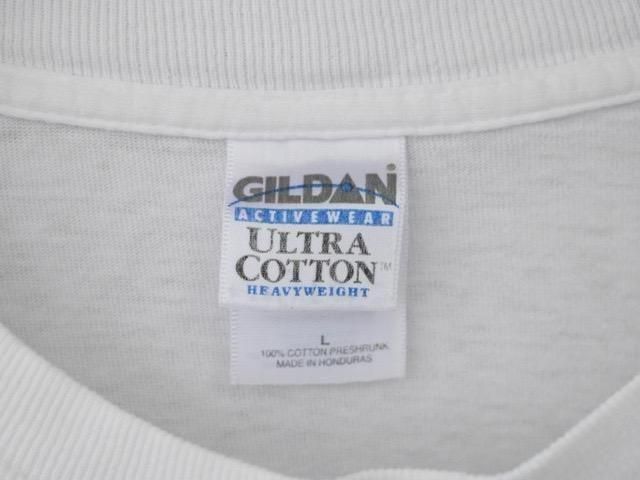 GILDAN
ACTIVEWEAR
ULTRA
COTTON™
HEAVYWEIGHT
L
100% COTTON PRESHRUNK
MADE IN HONDURAS